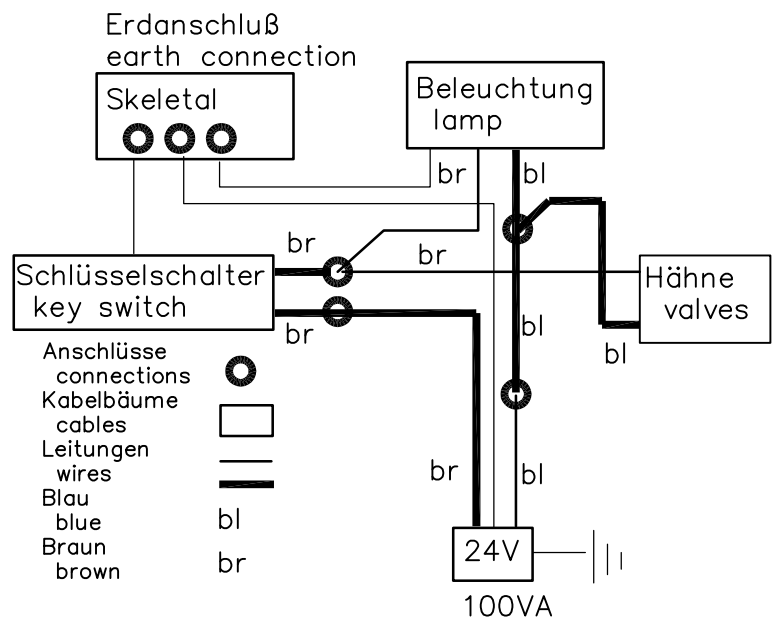 Erdanschluß
earth connection
Skeletal
Beleuchtung
lamp
br
bl
br
br
Schlüsselschalter
key switch
Hähne
valves
br
bl
bl
Anschlüsse
connections
Kabelbäume
cables
Leitungen
wires
Blau
blue
bl
Braun
brown
br
br
bl
24V
100VA